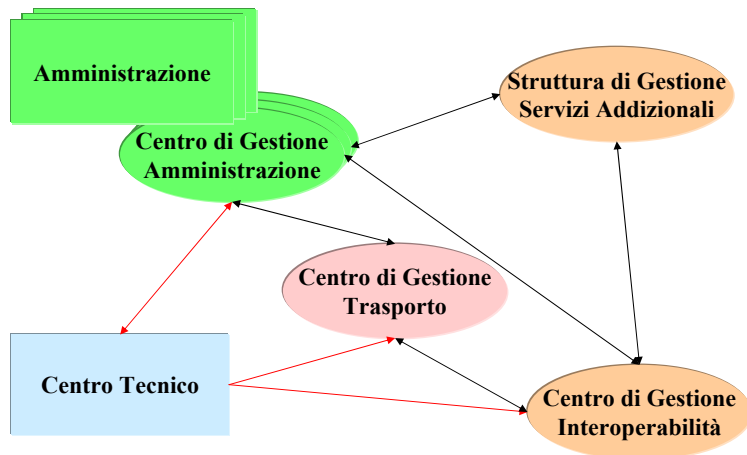 Amministrazione
Centro di Gestione
Amministrazione
Struttura di Gestione
Servizi Addizionali
Centro di Gestione
Trasporto
Centro Tecnico
Centro di Gestione
Interoperabilità